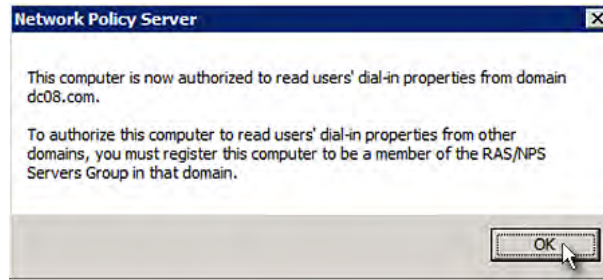 Network Policy Server
This computer is now authorized to read users' dial-in properties from domain
dc08.com.
To authorize this computer to read users' dial-in properties from other
domains, you must register this computer to be a member of the RAS/NPS
Servers Group in that domain.
OK